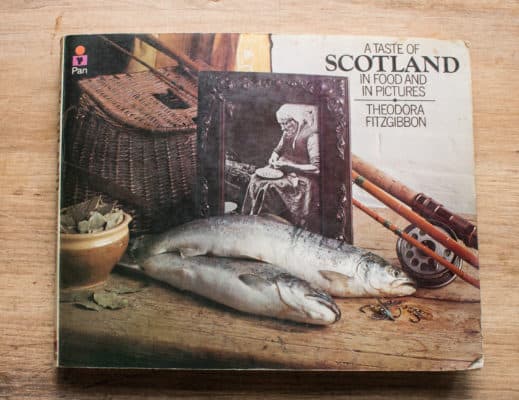 Pan
A TASTE OF
SCOTLAND
IN FOOD AND
IN PICTURES
THEODORA
FITZGIBBON